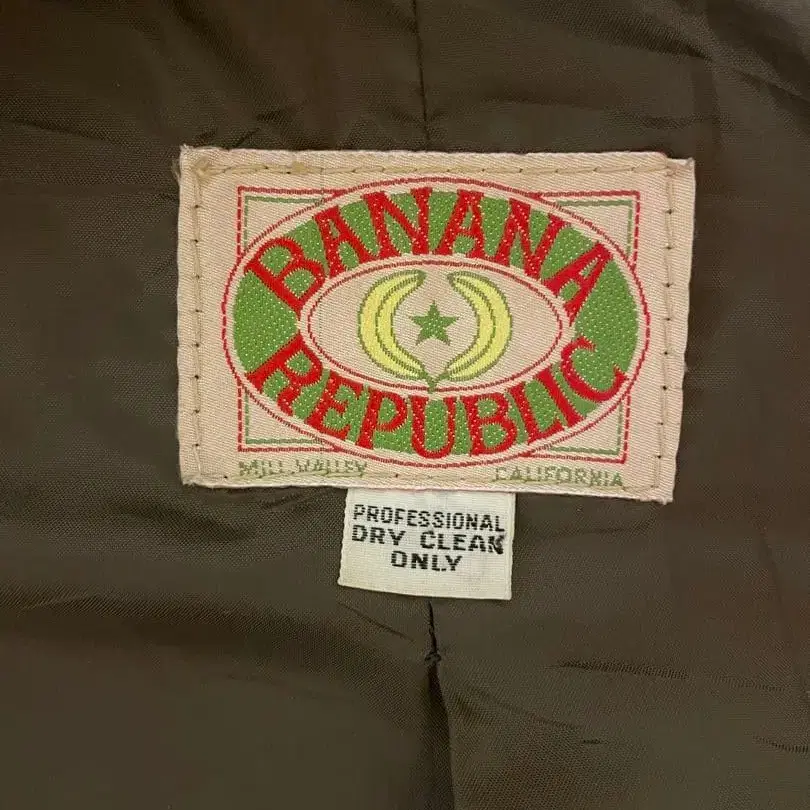 BANANA
REPUBLIC
MILL VALLEY CALIFORNIA
PROFESSIONAL
DRY CLEAN
ONLY